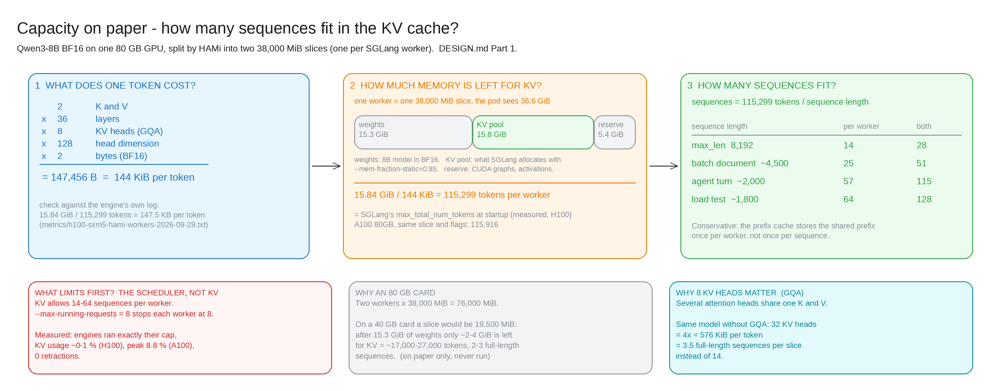 Capacity on paper - how many sequences fit in the KV cache?
Qwen3-8B BF16 on one 80 GB GPU, split by HAMi into two 38,000 MiB slices (one per SGLang worker).  DESIGN.md Part 1.
1  WHAT DOES ONE TOKEN COST?
2  K and V
x  36  layers
x  8  KV heads (GQA)
x  128  head dimension
x  2  bytes (BF16)
= 147,456 B  =  144 KiB per token
check against the engine's own log:
15.84 GiB / 115,299 tokens = 147.5 KB per token
(metrics/h100-sxm5-hami-workers-2026-09-29.txt)
2  HOW MUCH MEMORY IS LEFT FOR KV?
one worker = one 38,000 MiB slice, the pod sees 36.6 GiB
weights
15.3 GiB
KV pool
15.8 GiB
reserve
5.4 GiB
weights: 8B model in BF16.   KV pool: what SGLang allocates with
--mem-fraction-static=0.85.   reserve: CUDA graphs, activations.
15.84 GiB / 144 KiB = 115,299 tokens per worker
= SGLang's max_total_num_tokens at startup (measured, H100)
A100 80GB, same slice and flags: 115,916
3  HOW MANY SEQUENCES FIT?
sequences = 115,299 tokens / sequence length
sequence length  per worker  both
max_len  8,192  14  28
batch document  ~4,500  25  51
agent turn  ~2,000  57  115
load test  ~1,800  64  128
Conservative: the prefix cache stores the shared prefix
once per worker, not once per sequence.
WHAT LIMITS FIRST?  THE SCHEDULER, NOT KV
KV allows 14-64 sequences per worker.
--max-running-requests = 8 stops each worker at 8.
Measured: engines ran exactly their cap,
KV usage ~0-1 % (H100), peak 8.8 % (A100),
0 retractions.
WHY AN 80 GB CARD
Two workers x 38,000 MiB = 76,000 MiB.
On a 40 GB card a slice would be 19,500 MiB:
after 15.3 GiB of weights only ~2-4 GiB is left
for KV = ~17,000-27,000 tokens, 2-3 full-length
sequences.  (on paper only, never run)
WHY 8 KV HEADS MATTER  (GQA)
Several attention heads share one K and V.
Same model without GQA: 32 KV heads
= 4x = 576 KiB per token
= 3.5 full-length sequences per slice
instead of 14.